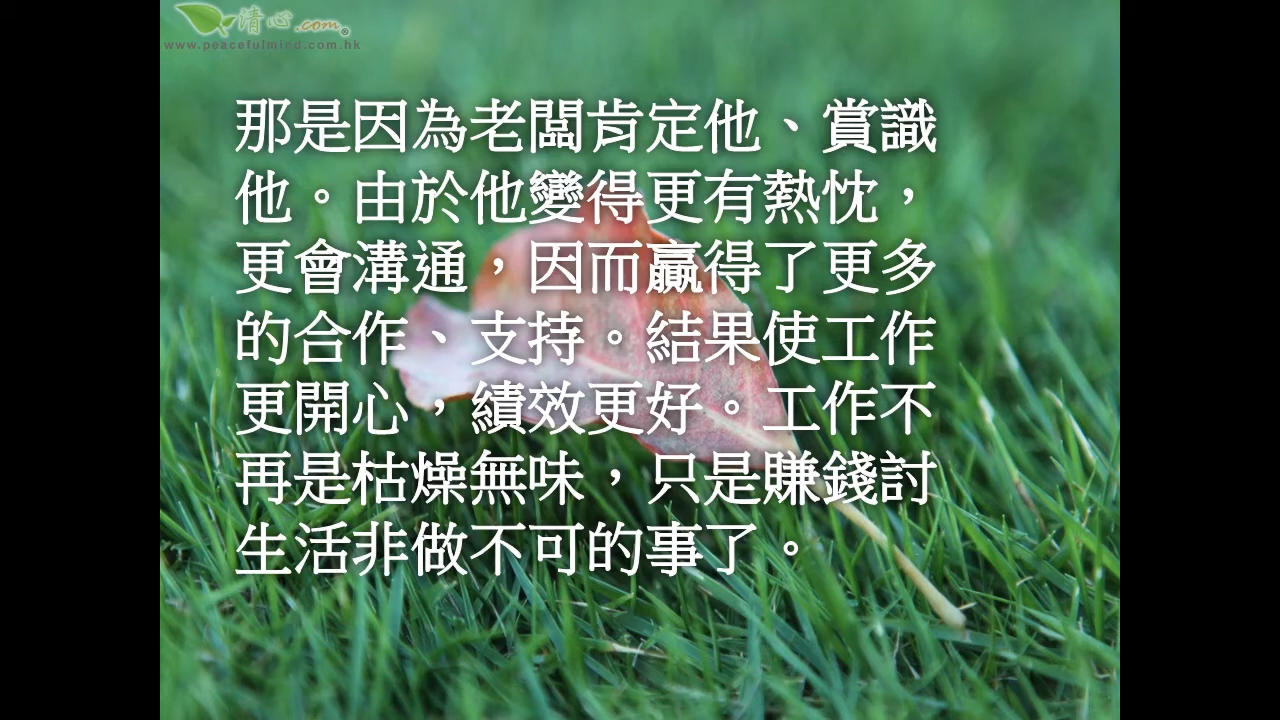 清心.com®
www.peacefulmind.com.hk
那是因為老闆肯定他、賞識
他。由於他變得更有熱忱，
更會溝通，因而贏得了更多
的合作、支持。結果使工作
更開心，績效更好。工作不
再是枯燥無味，只是賺錢討
生活非做不可的事了。